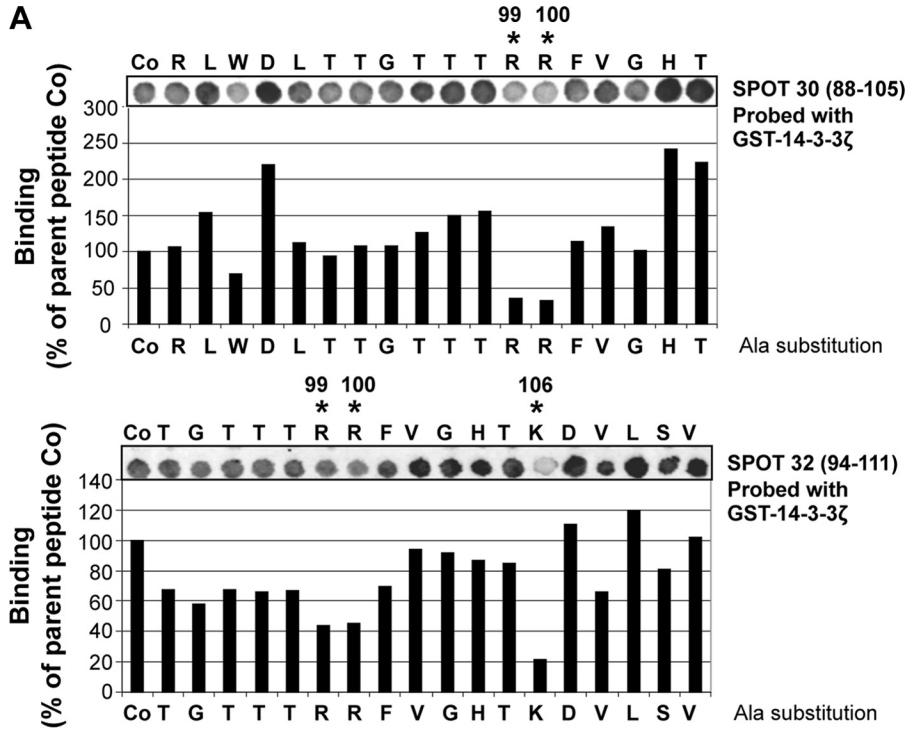 A
99 100
* *
Co R L W D L T T G T T T R R F V G H T
SPOT 30 (88-105)
Probed with
GST-14-3-3ζ
300
250
200
150
100
50
0
Binding
(% of parent peptide Co)
Co R L W D L T T G T T T R R F V G H T
Ala substitution
99 100 106
* * *
Co T G T T T R R F V G H T K D V L S V
SPOT 32 (94-111)
Probed with
GST-14-3-3ζ
140
120
100
80
60
40
20
0
Binding
(% of parent peptide Co)
Co T G T T T R R F V G H T K D V L S V
Ala substitution